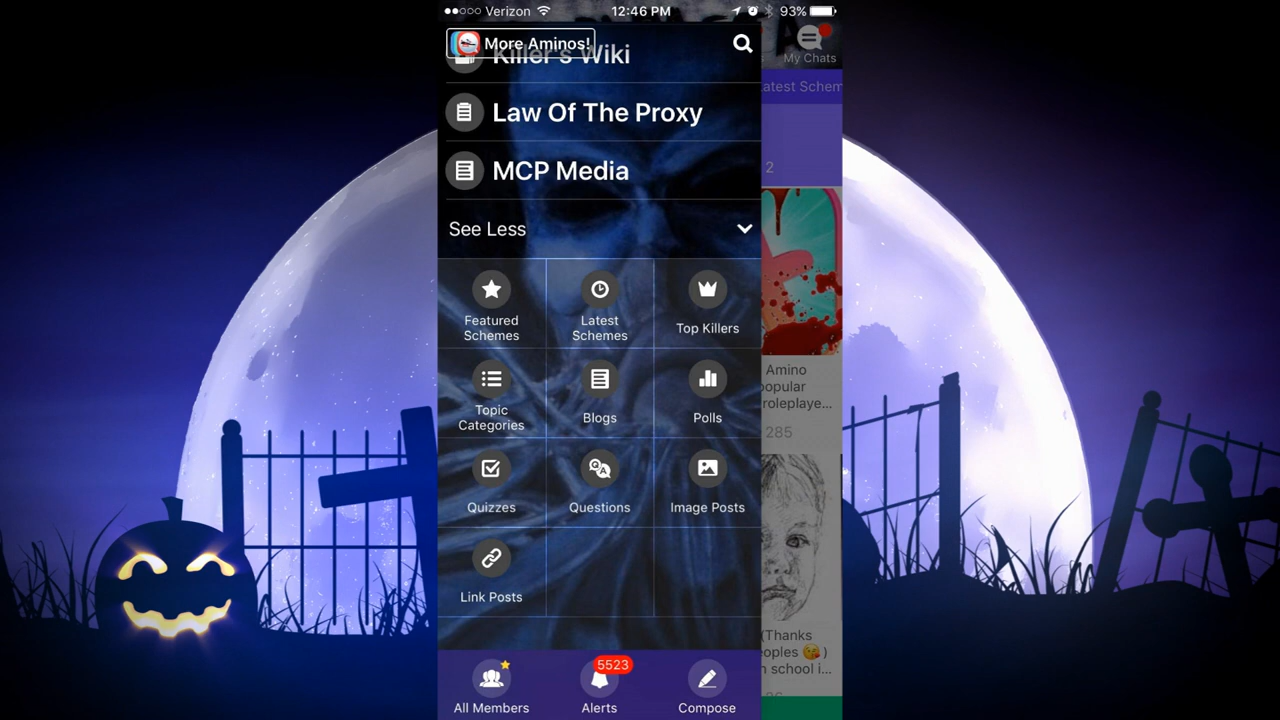 Verizon 12:46 PM 93%
More Aminos!
Killer's Wiki
My Chats
Law Of The Proxy
atest Schem
MCP Media
2
See Less
Featured
Schemes
Latest
Schemes
Top Killers
Topic
Categories
Blogs
Polls
Amino
popular
roleplaye...
285
Quizzes
Questions
Image Posts
Link Posts
(Thanks
eoples 😘 )
n school i...
All Members
5523
Alerts
Compose